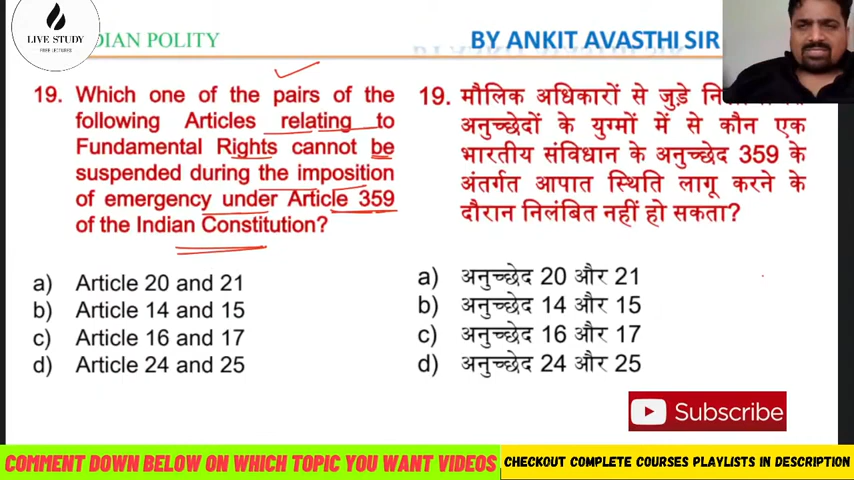 LIVE STUDY
FREE LECTURES
DIAN POLITY
BY ANKIT AVASTHI SIR
19. Which one of the pairs of the
following Articles relating to
Fundamental Rights cannot be
suspended during the imposition
of emergency under Article 359
of the Indian Constitution?
a) Article 20 and 21
b) Article 14 and 15
c) Article 16 and 17
d) Article 24 and 25
19. मौलिक अधिकारों से जुड़े
अनुच्छेदों के युग्मों में से कौन एक
भारतीय संविधान के अनुच्छेद 359 के
अंतर्गत आपात स्थिति लागू करने के
दौरान निलंबित नहीं हो सकता?
a) अनुच्छेद 20 और 21
b) अनुच्छेद 14 और 15
c) अनुच्छेद 16 और 17
d) अनुच्छेद 24 और 25
Subscribe
COMMENT DOWN BELOW ON WHICH TOPIC YOU WANT VIDEOS
CHECKOUT COMPLETE COURSES PLAYLISTS IN DESCRIPTION